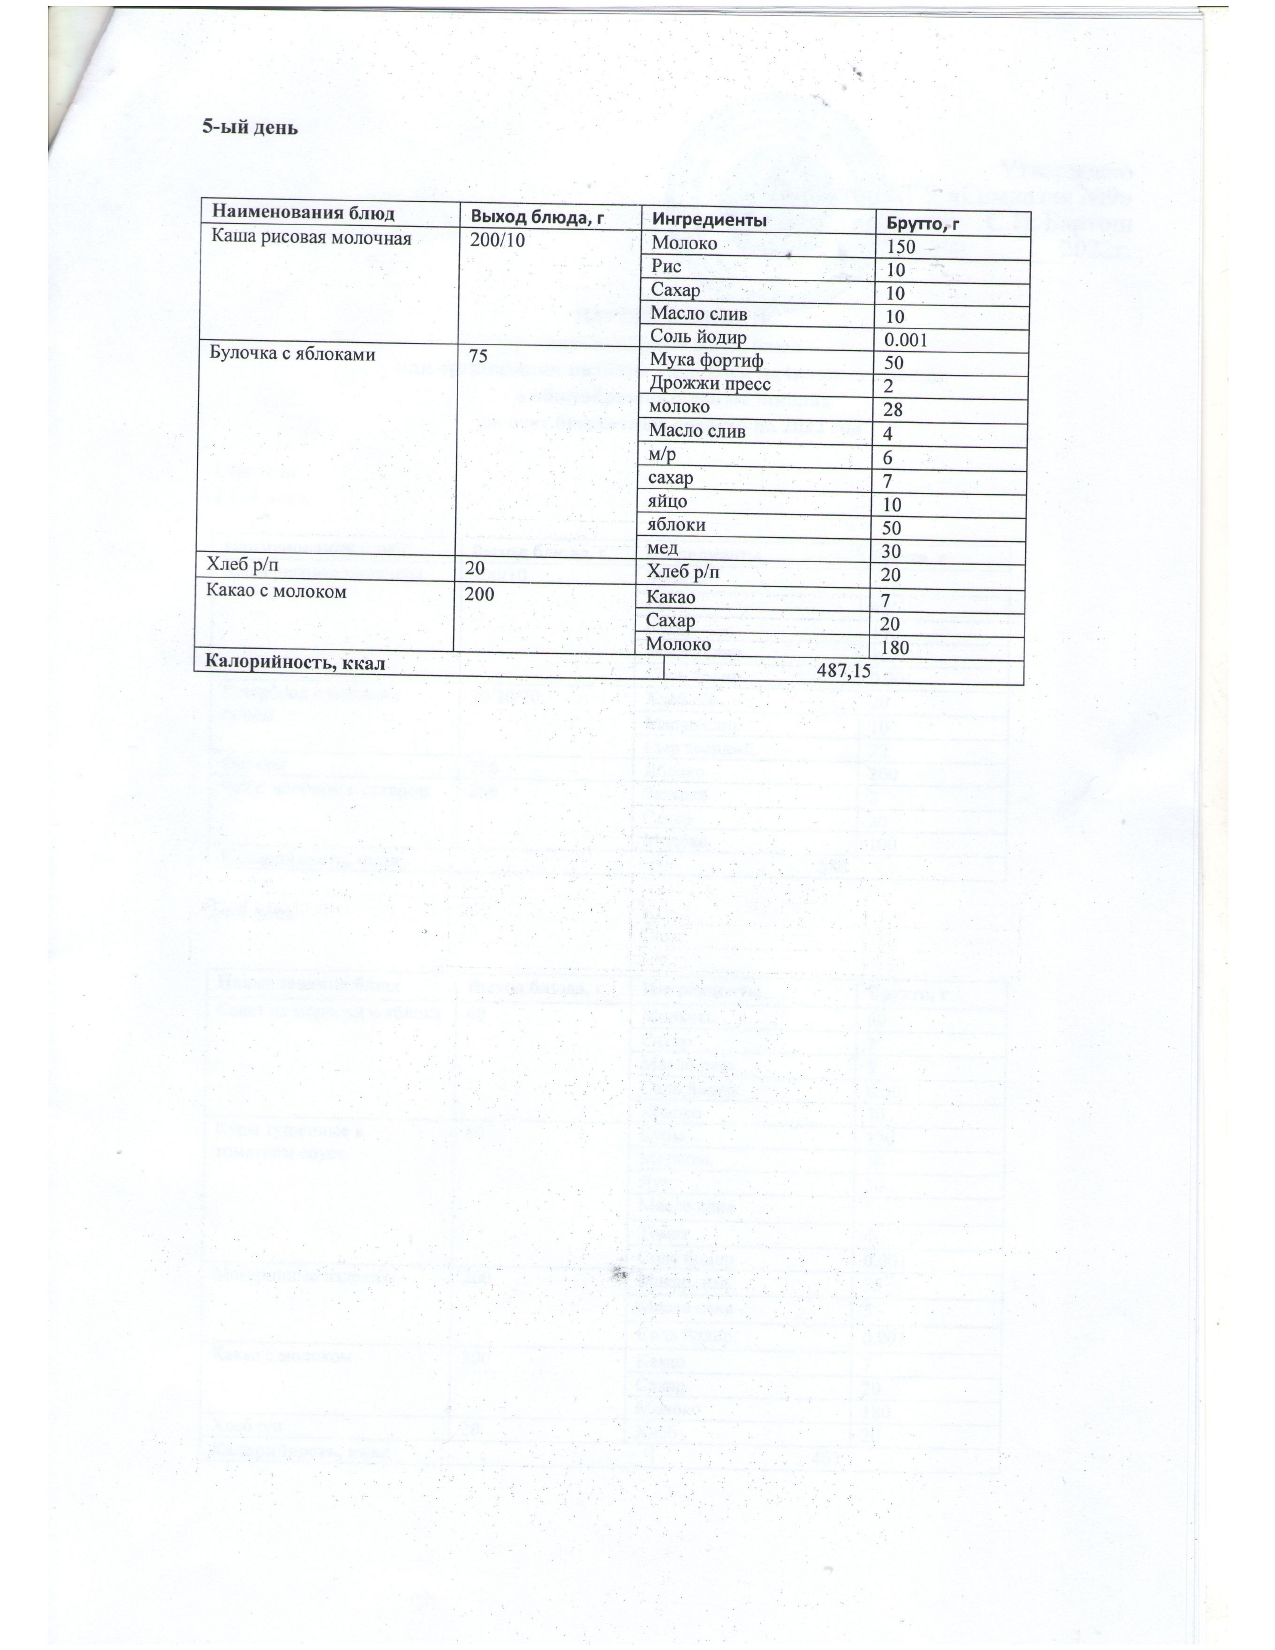 5-ый день
Наименования блюд Выход блюда, г Ингредиенты Брутто, г
Каша рисовая молочная 200/10 Молоко 150
Рис 10
Сахар 10
Масло слив 10
Соль йодир 0.001
Булочка с яблоками 75 Мука фортиф 50
Дрожжи пресс 2
молоко 28
Масло слив 4
м/р 6
сахар 7
яйцо 10
яблоки 50
мед 30
Хлеб р/п 20 Хлеб р/п 20
Какао с молоком 200 Какао 7
Сахар 20
Молоко 180
Калорийность, ккал 487,15